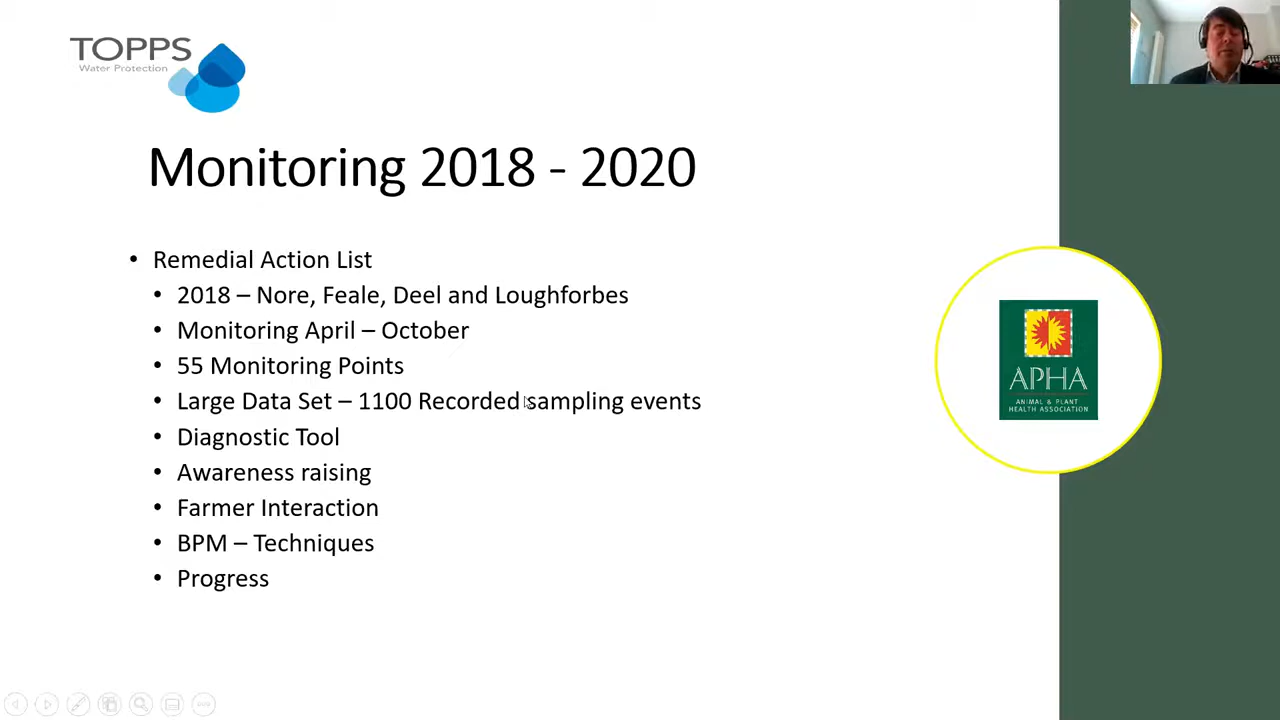 TOPPS
Water Protection
Monitoring 2018 - 2020
• Remedial Action List
• 2018 – Nore, Feale, Deel and Loughforbes
• Monitoring April – October
• 55 Monitoring Points
• Large Data Set – 1100 Recorded sampling events
• Diagnostic Tool
• Awareness raising
• Farmer Interaction
• BPM – Techniques
• Progress
APHA
ANIMAL & PLANT
HEALTH ASSOCIATION